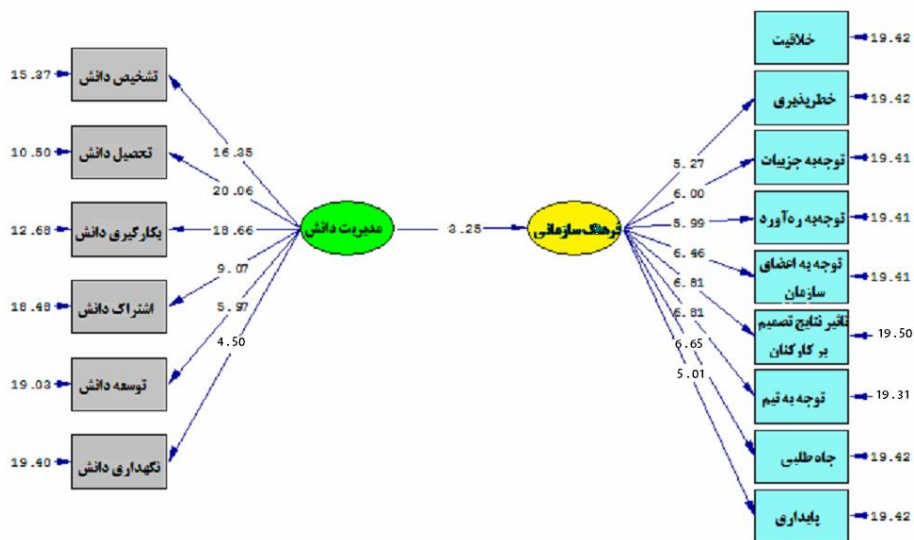 15.37
تشخیص دانش
10.50
تحصیل دانش
12.68
بکارگیری دانش
18.48
اشتراک دانش
19.03
توسعه دانش
19.40
نگهداری دانش
16.35
20.06
18.66
9.07
5.97
4.50
مدیریت دانش
3.25
فرهنگ سازمانی
5.27
6.00
5.99
6.46
6.81
6.81
6.65
5.01
خلاقیت
19.42
خطرپذیری
19.42
توجه به جزییات
19.41
توجه به ره آورد
19.41
توجه به اعضای
سازمان
19.41
تاثیر نتایج تصمیم
بر کارکنان
19.50
توجه به تیم
19.31
جاه طلبی
19.42
پایداری
19.42